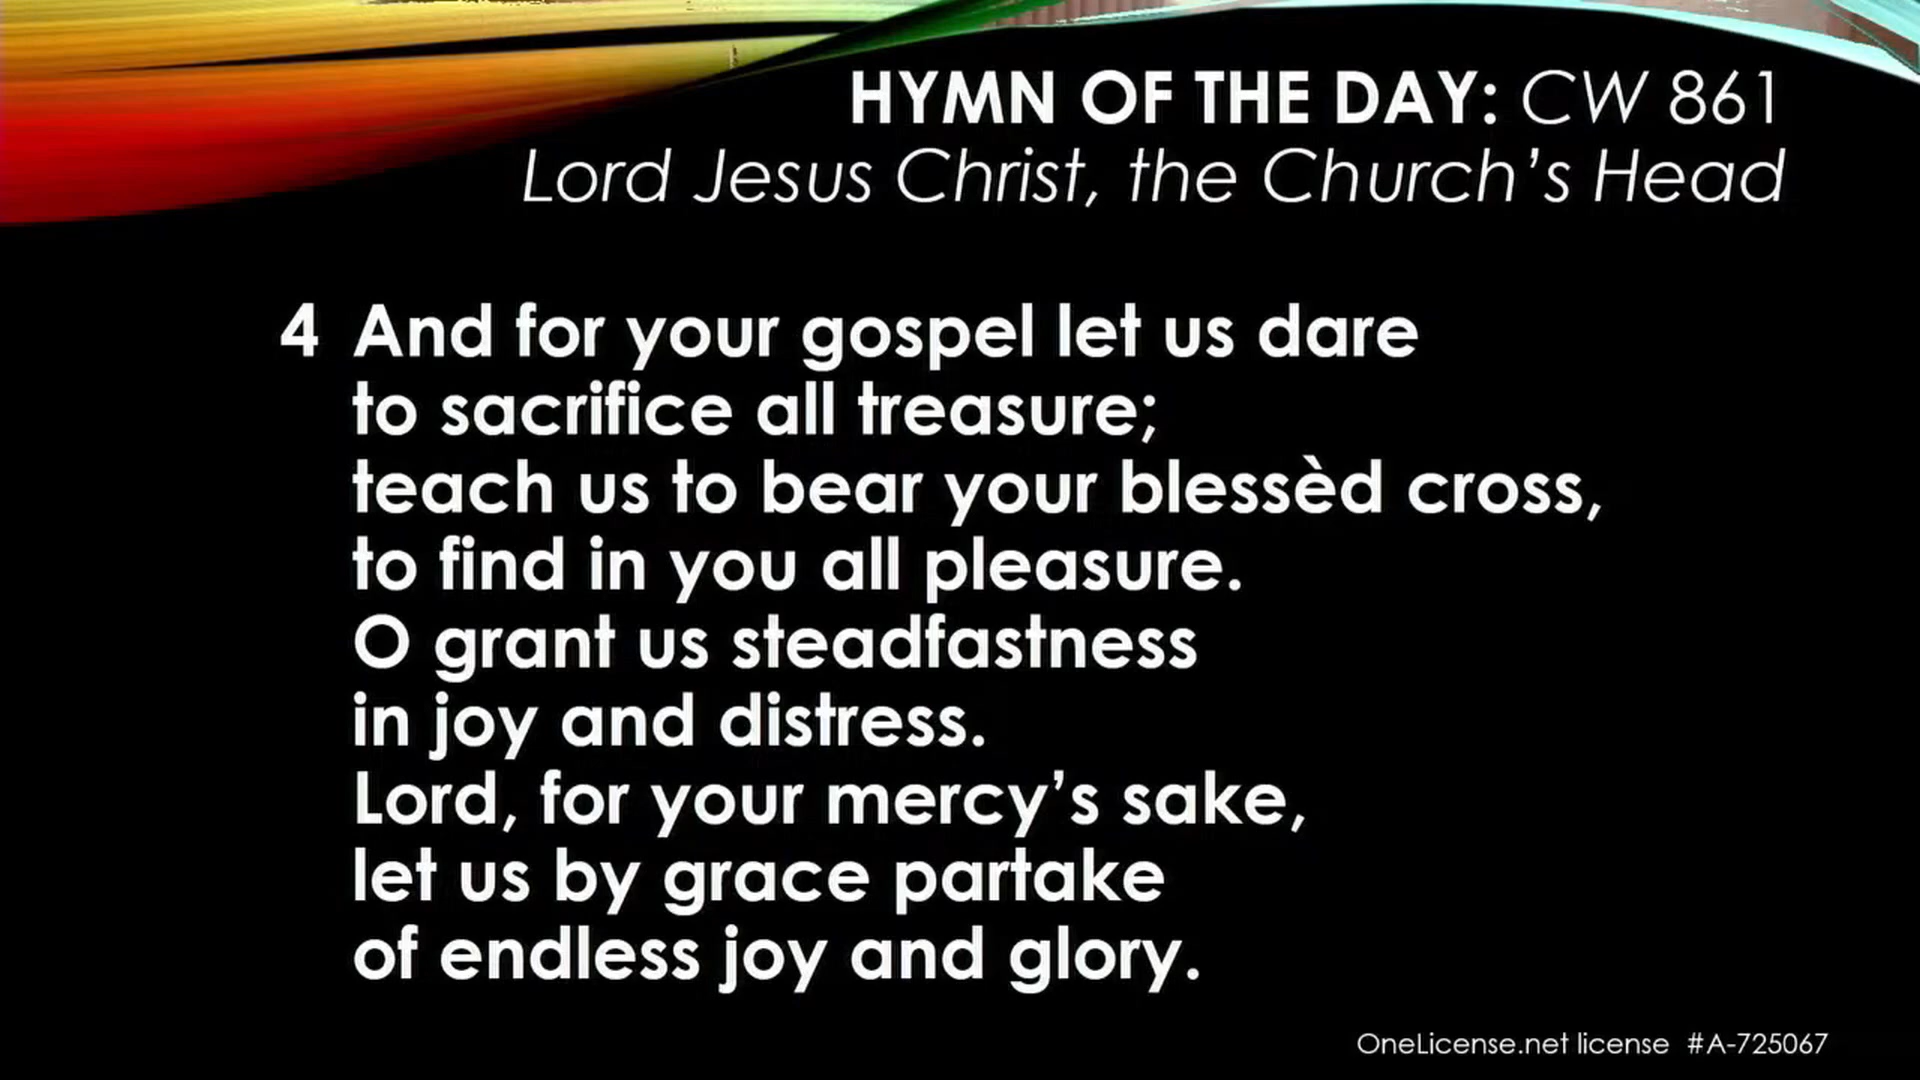 HYMN OF THE DAY: CW 861
Lord Jesus Christ, the Church’s Head
4 And for your gospel let us dare
to sacrifice all treasure;
teach us to bear your blessèd cross,
to find in you all pleasure.
O grant us steadfastness
in joy and distress.
Lord, for your mercy’s sake,
let us by grace partake
of endless joy and glory.
OneLicense.net license #A-725067